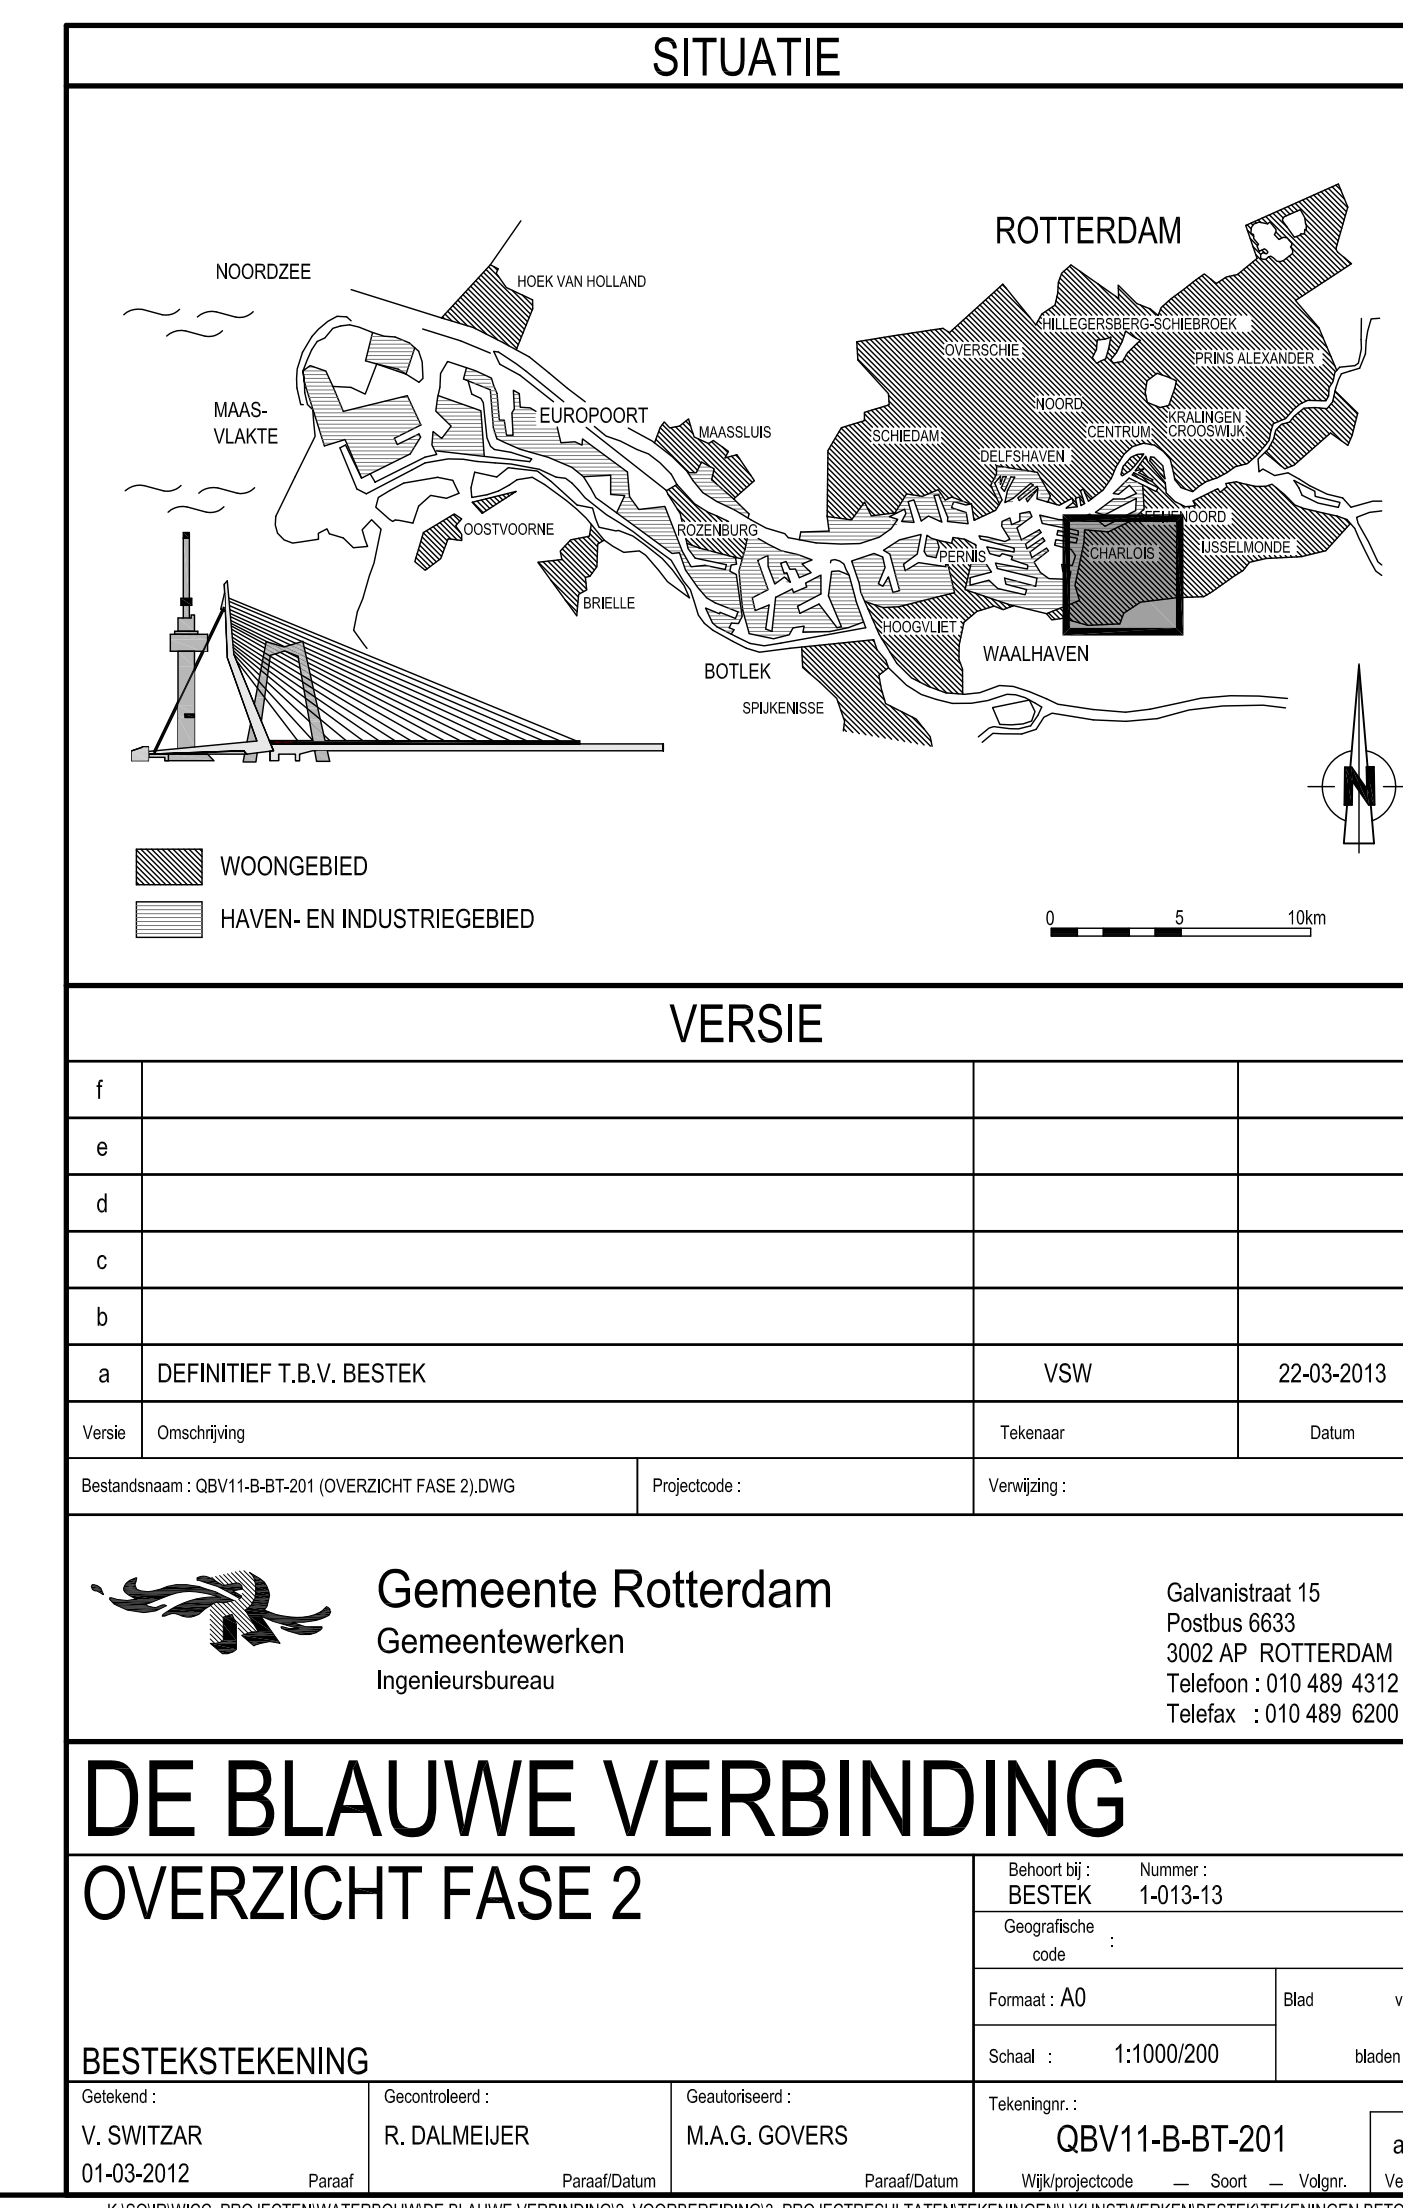 SITUATIE
ROTTERDAM
NOORDZEE
HOEK VAN HOLLAND
HILLEGERSBERG-SCHIEBROEK
OVERSCHIE
PRINS ALEXANDER
MAAS-
VLAKTE
EUROPOORT
NOORD
KRALINGEN
CROOSWIJK
MAASSLUIS
SCHIEDAM
CENTRUM
DELFSHAVEN
OOSTVOORNE
ROZENBURG
PERNIS
CHARLOIS
IJSSELMONDE
BRIELLE
HOOGVLIET
WAALHAVEN
BOTLEK
SPIJKENISSE
N
WOONGEBIED
HAVEN- EN INDUSTRIEGEBIED
0 5 10km
VERSIE
f
e
d
c
b
a DEFINITIEF T.B.V. BESTEK VSW 22-03-2013
Versie Omschrijving Tekenaar Datum
Bestandsnaam : QBV11-B-BT-201 (OVERZICHT FASE 2).DWG Projectcode : Verwijzing :
R
Gemeente Rotterdam
Gemeentewerken
Ingenieursbureau
Galvanistraat 15
Postbus 6633
3002 AP ROTTERDAM
Telefoon : 010 489 4312
Telefax : 010 489 6200
DE BLAUWE VERBINDING
OVERZICHT FASE 2
BESTEKSTEKENING
Behoort bij : Nummer :
BESTEK 1-013-13
Geografische
code :
Formaat : A0 Blad v
Schaal : 1:1000/200 bladen
Getekend : Gecontroleerd : Geautoriseerd : Tekeningnr. :
V. SWITZAR R. DALMEIJER M.A.G. GOVERS QBV11-B-BT-201 a
01-03-2012 Paraaf Paraaf/Datum Paraaf/Datum Wijk/projectcode — Soort — Volgnr. Ve